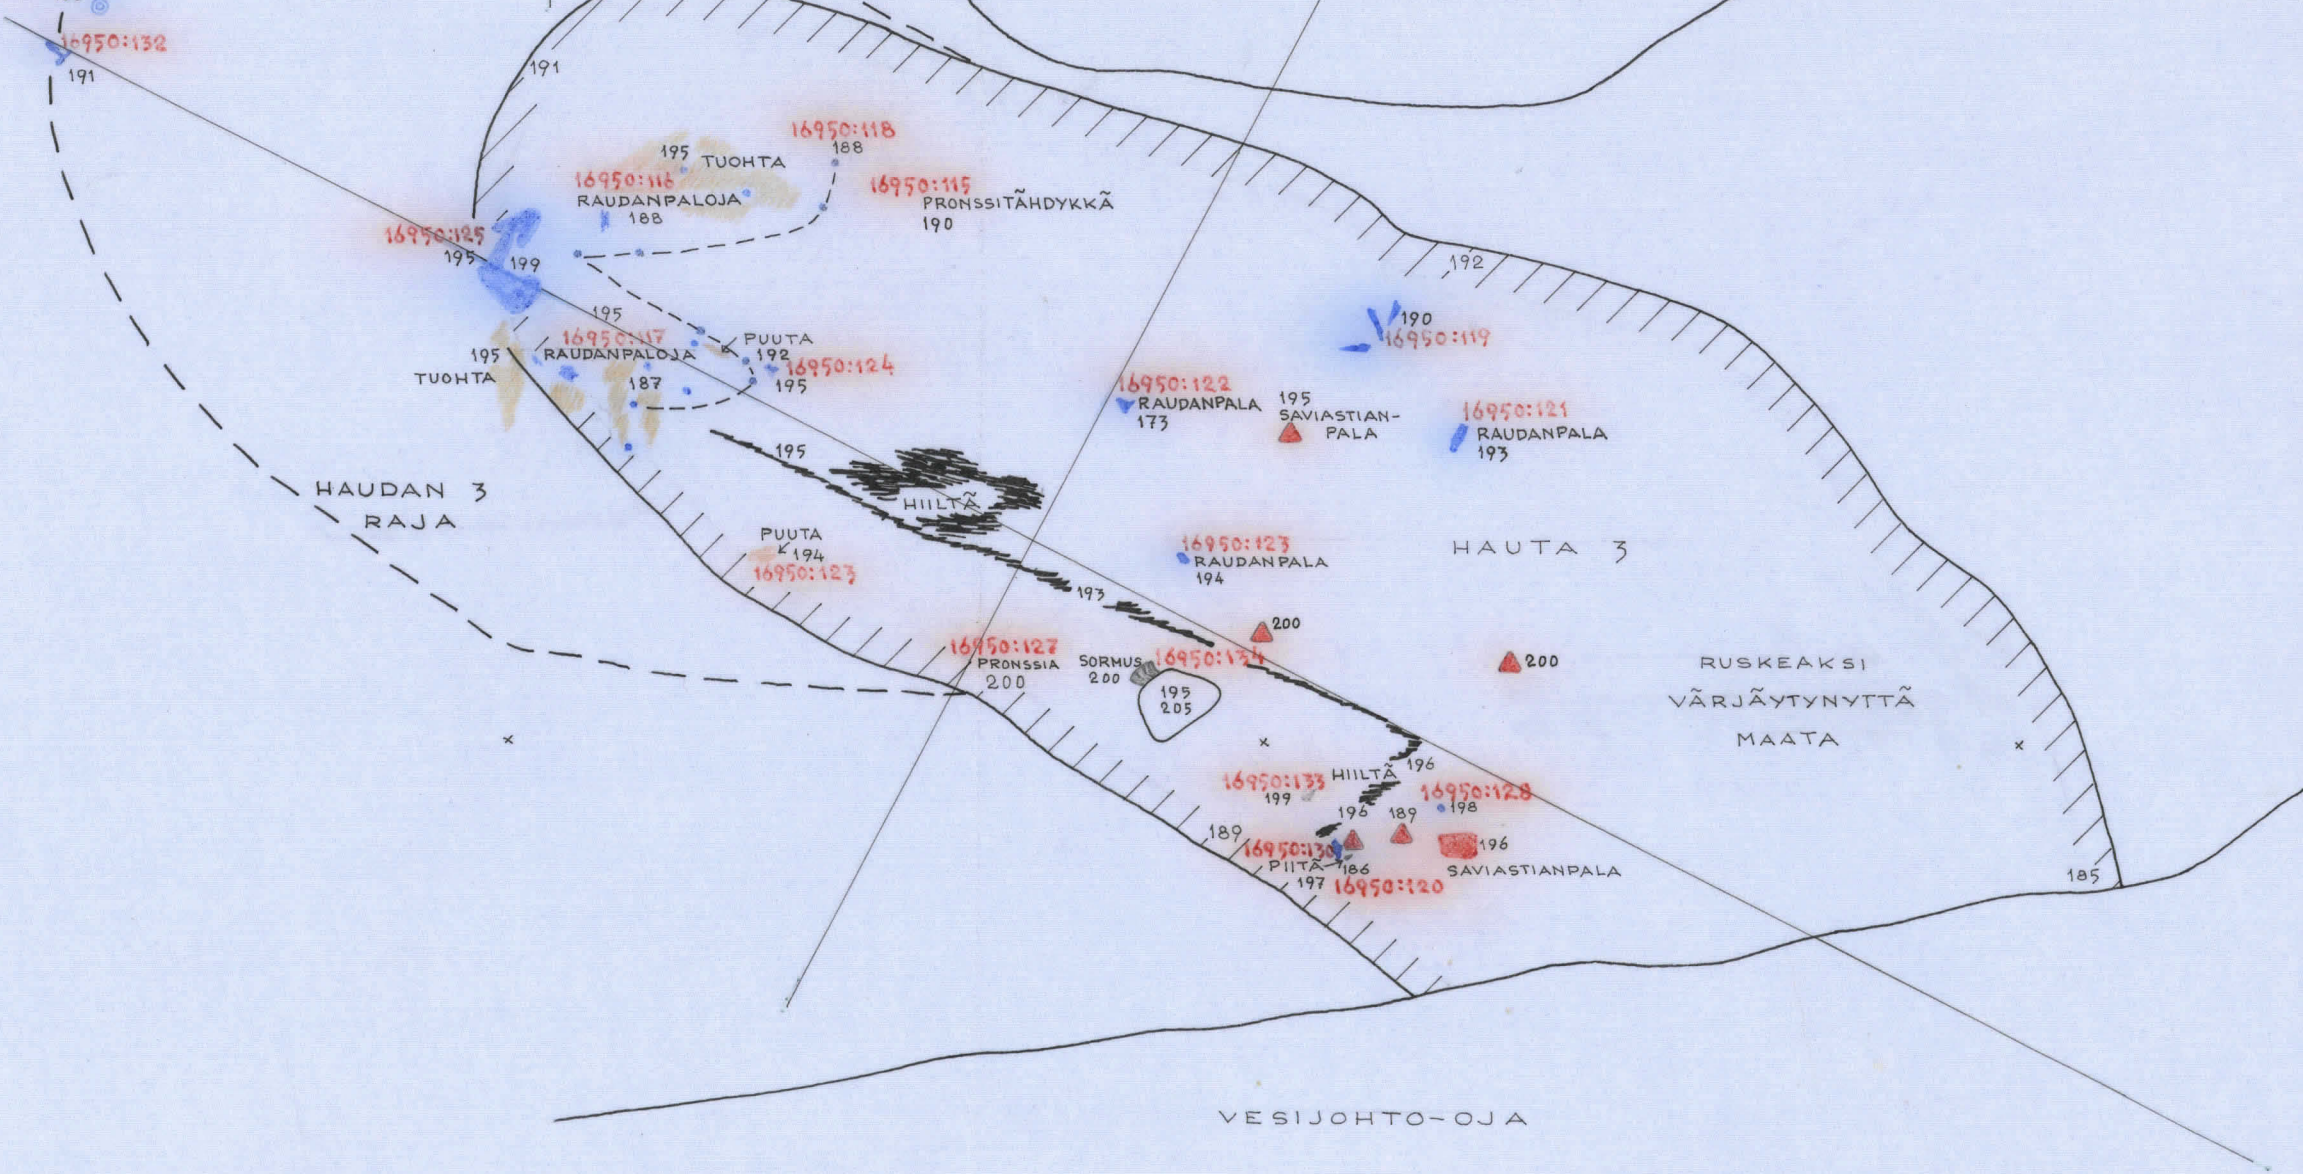 16950:132
191
191
16950:118
188
195 TUOHTA
16950:116
RAUDANPALOJA
188
16950:115
PRONSSITÄHDYKKÄ
190
16950:125
195
199
192
195
190
16950:119
16950:117
RAUDANPALOJA
PUUTA
192
16950:124
195
195
TUOHTA
187
16950:122
RAUDANPALA
173
195
SAVIASTIAN-
PALA
16950:121
RAUDANPALA
193
195
HIILTÄ
HAUDAN 3
RAJA
PUUTA
194
16950:123
16950:123
RAUDANPALA
194
HAUTA 3
193
200
16950:127
PRONSSIA
200
SORMUS
200
16950:134
195
205
200
RUSKEAKSI
VÄRJÄYTYNYTTÄ
MAATA
x
x
x
196
HIILTÄ
16950:133
199
16950:128
198
196
189
189
16950:130
PIITÄ
186
197
16950:120
196
SAVIASTIANPALA
185
VESIJOHTO-OJA